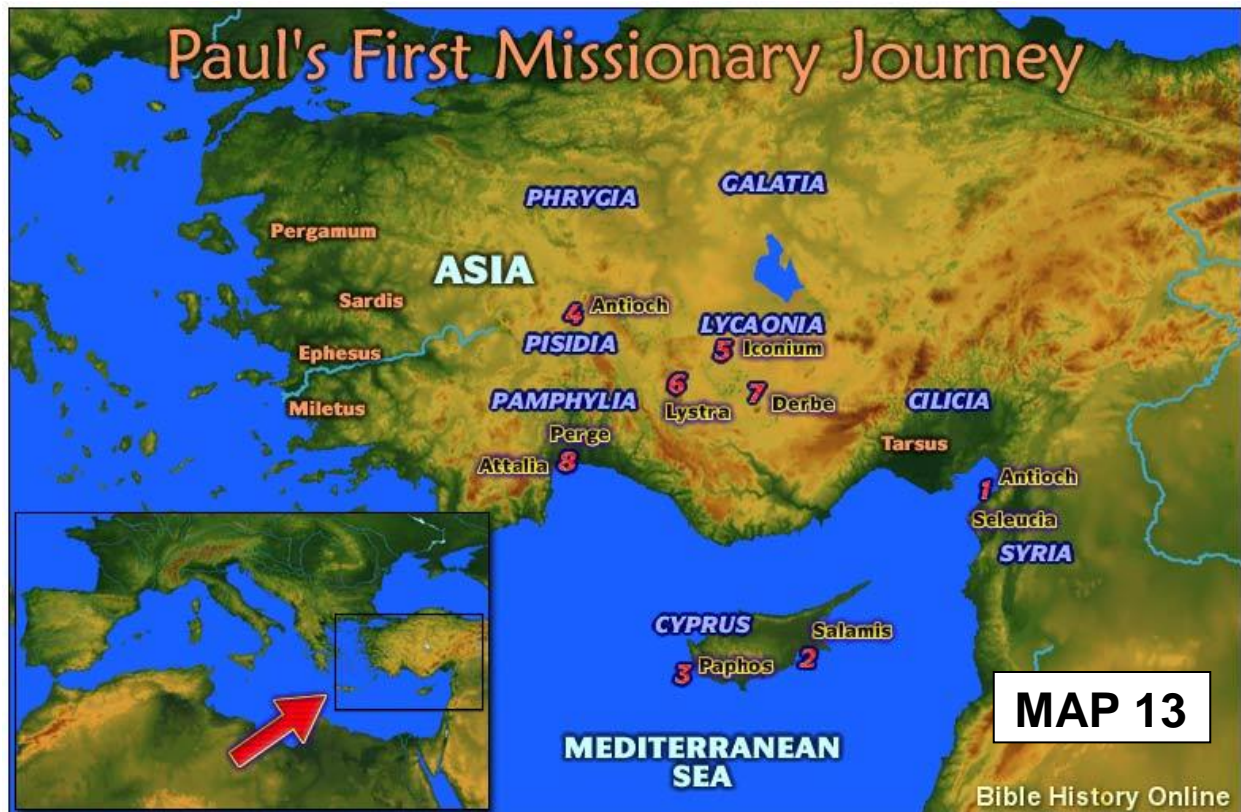 Paul's First Missionary Journey
PHRYGIA
GALATIA
Pergamum
ASIA
Sardis
4 Antioch
LYCAONIA
PISIDIA
5 Iconium
Ephesus
6
7 Derbe
Lystra
PAMPHYLIA
CILICIA
Miletus
Perge
Tarsus
Attalia 8
1 Antioch
Seleucia
SYRIA
CYPRUS
Salamis
2
3 Paphos
MAP 13
MEDITERRANEAN
SEA
Bible History Online